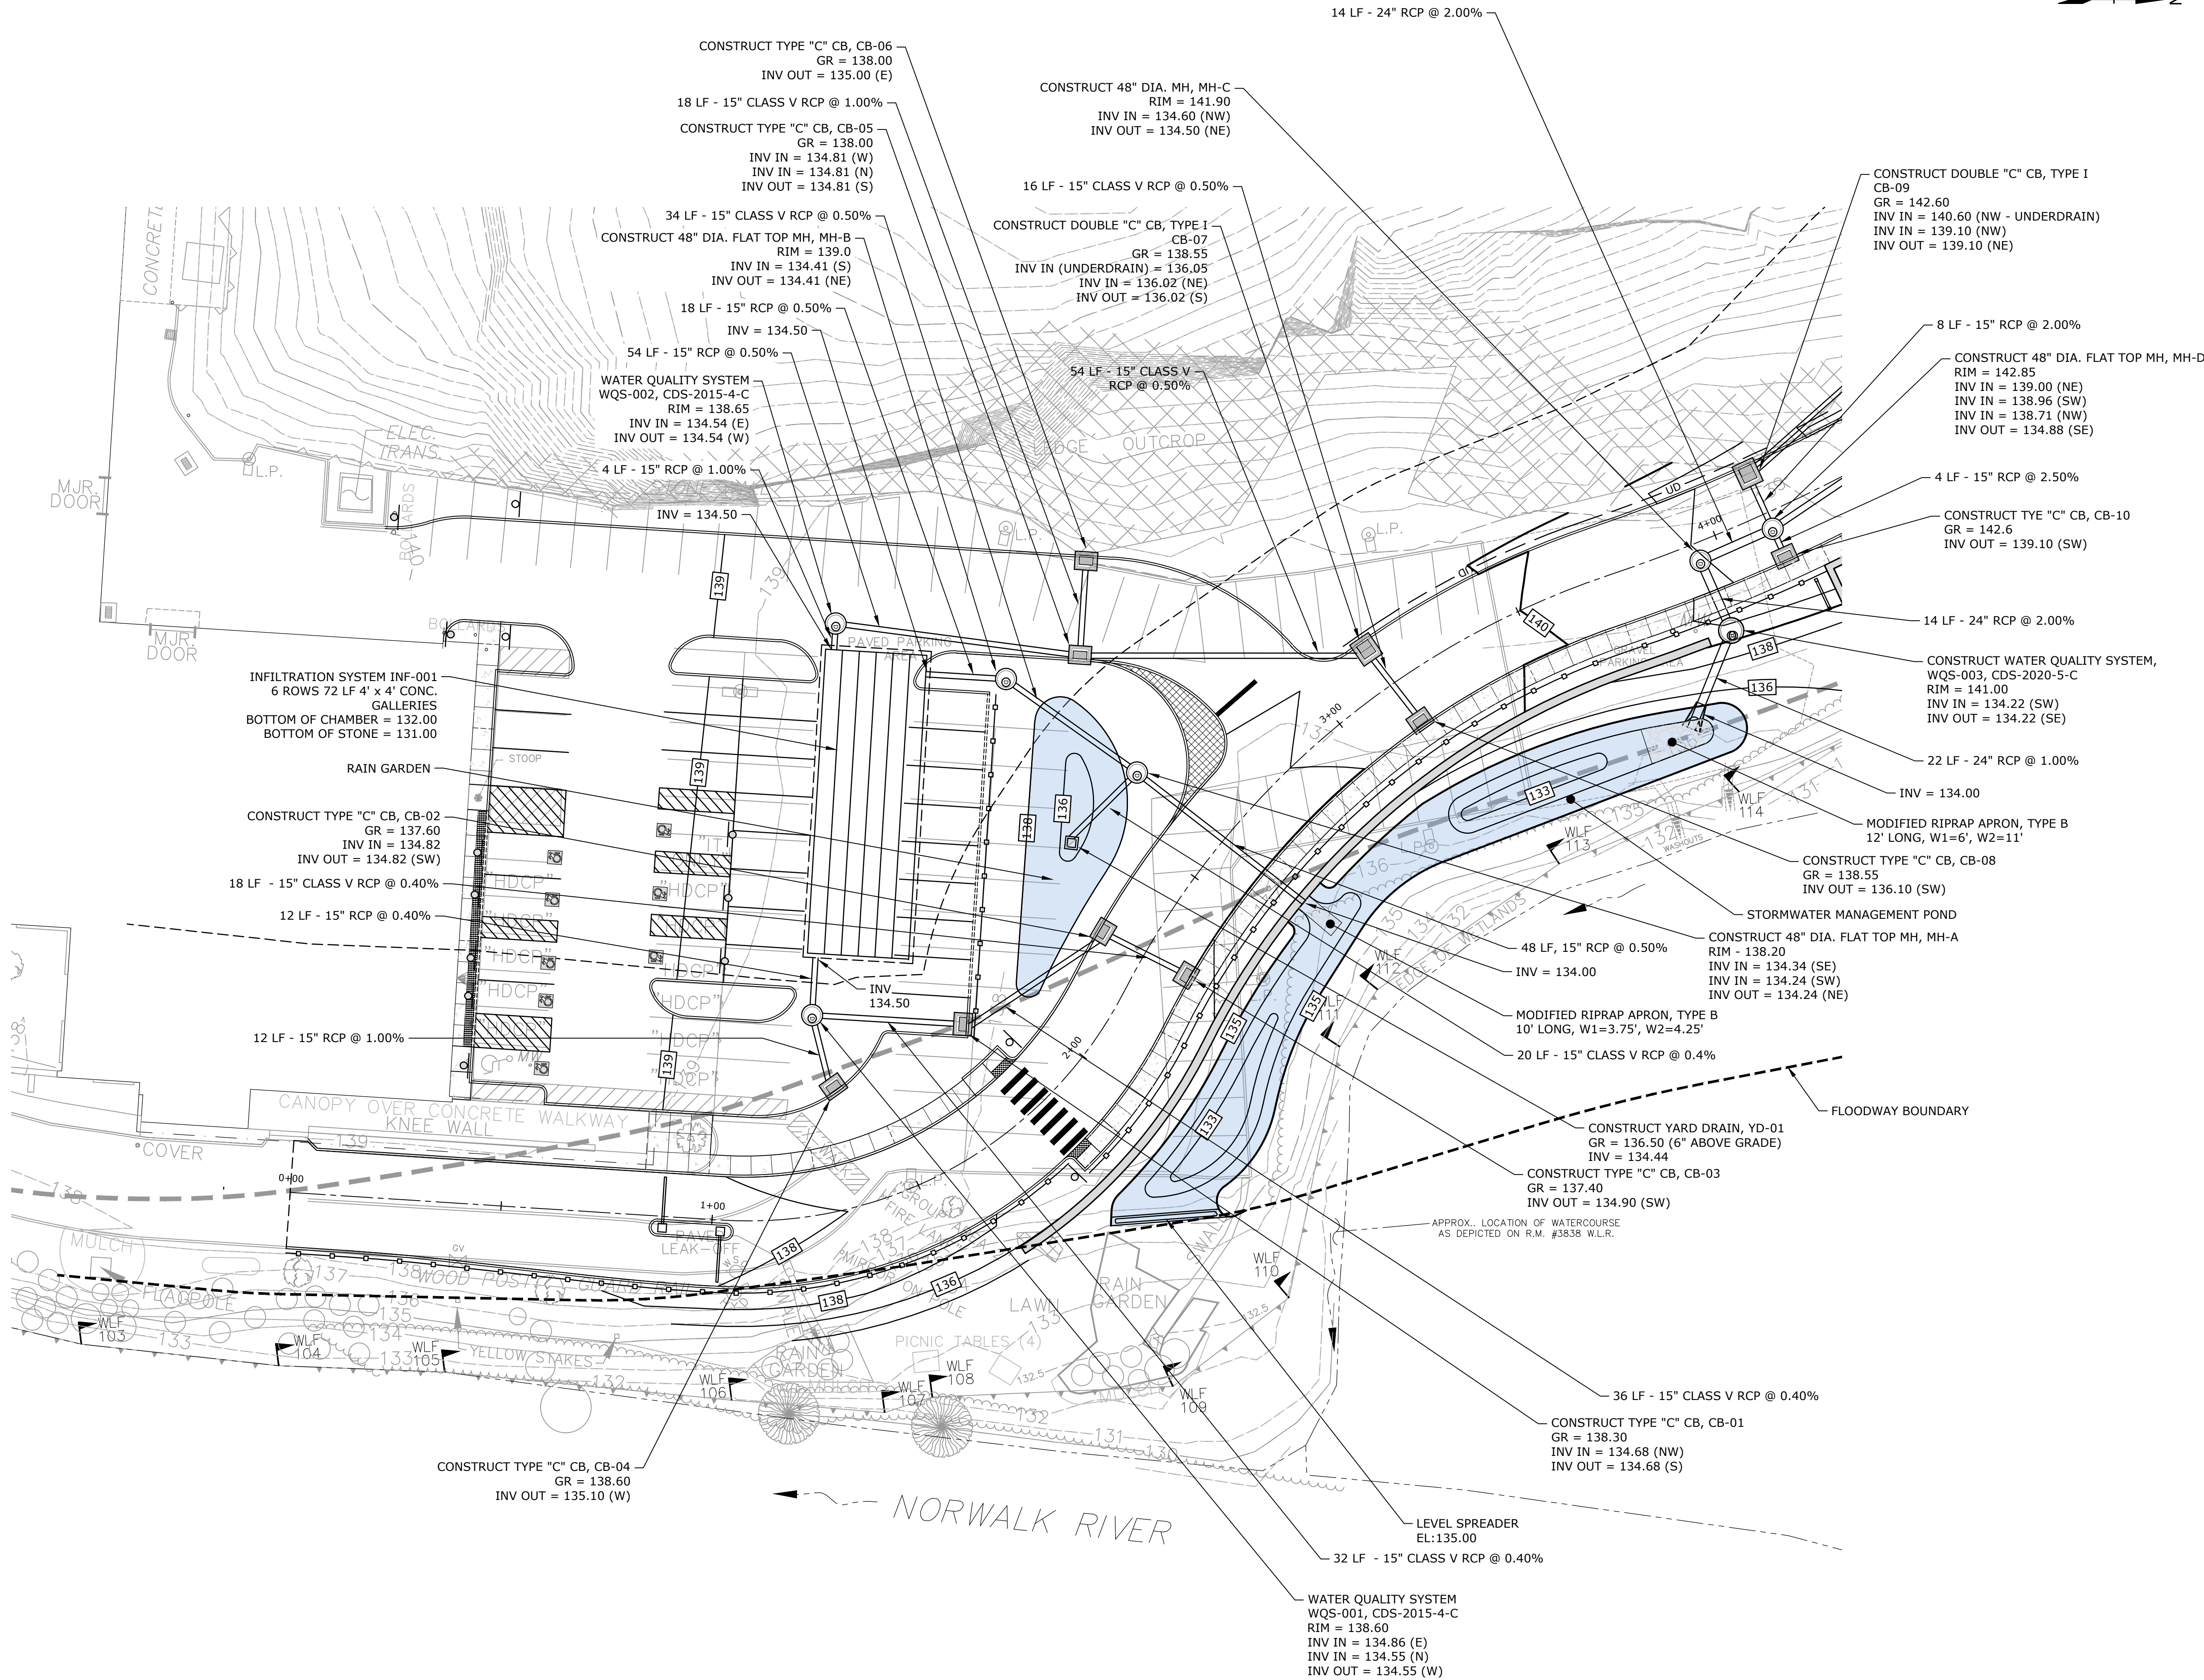 14 LF - 24" RCP @ 2.00%
CONSTRUCT TYPE "C" CB, CB-06
GR = 138.00
INV OUT = 135.00 (E)
18 LF - 15" CLASS V RCP @ 1.00%
CONSTRUCT TYPE "C" CB, CB-05
GR = 138.00
INV IN = 134.81 (W)
INV IN = 134.81 (N)
INV OUT = 134.81 (S)
34 LF - 15" CLASS V RCP @ 0.50%
CONSTRUCT 48" DIA. FLAT TOP MH, MH-B
RIM = 139.0
INV IN = 134.41 (S)
INV OUT = 134.41 (NE)
18 LF - 15" RCP @ 0.50%
INV = 134.50
54 LF - 15" RCP @ 0.50%
WATER QUALITY SYSTEM
WQS-002, CDS-2015-4-C
RIM = 138.65
INV IN = 134.54 (E)
INV OUT = 134.54 (W)
4 LF - 15" RCP @ 1.00%
INV = 134.50
CONSTRUCT 48" DIA. MH, MH-C
RIM = 141.90
INV IN = 134.60 (NW)
INV OUT = 134.50 (NE)
16 LF - 15" CLASS V RCP @ 0.50%
CONSTRUCT DOUBLE "C" CB, TYPE I
CB-07
GR = 138.55
INV IN (UNDERDRAIN) = 136.05
INV IN = 136.02 (NE)
INV OUT = 136.02 (S)
54 LF - 15" CLASS V
RCP @ 0.50%
CONSTRUCT DOUBLE "C" CB, TYPE I
CB-09
GR = 142.60
INV IN = 140.60 (NW - UNDERDRAIN)
INV IN = 139.10 (NW)
INV OUT = 139.10 (NE)
8 LF - 15" RCP @ 2.00%
CONSTRUCT 48" DIA. FLAT TOP MH, MH-D
RIM = 142.85
INV IN = 139.00 (NE)
INV IN = 138.96 (SW)
INV IN = 138.71 (NW)
INV OUT = 134.88 (SE)
4 LF - 15" RCP @ 2.50%
CONSTRUCT TYE "C" CB, CB-10
GR = 142.6
INV OUT = 139.10 (SW)
14 LF - 24" RCP @ 2.00%
CONSTRUCT WATER QUALITY SYSTEM,
WQS-003, CDS-2020-5-C
RIM = 141.00
INV IN = 134.22 (SW)
INV OUT = 134.22 (SE)
22 LF - 24" RCP @ 1.00%
INV = 134.00
MODIFIED RIPRAP APRON, TYPE B
12' LONG, W1=6', W2=11'
CONSTRUCT TYPE "C" CB, CB-08
GR = 138.55
INV OUT = 136.10 (SW)
STORMWATER MANAGEMENT POND
CONSTRUCT 48" DIA. FLAT TOP MH, MH-A
RIM - 138.20
INV IN = 134.34 (SE)
INV IN = 134.24 (SW)
INV OUT = 134.24 (NE)
48 LF, 15" RCP @ 0.50%
INV = 134.00
MODIFIED RIPRAP APRON, TYPE B
10' LONG, W1=3.75', W2=4.25'
20 LF - 15" CLASS V RCP @ 0.4%
FLOODWAY BOUNDARY
CONSTRUCT YARD DRAIN, YD-01
GR = 136.50 (6" ABOVE GRADE)
INV = 134.44
CONSTRUCT TYPE "C" CB, CB-03
GR = 137.40
INV OUT = 134.90 (SW)
APPROX.. LOCATION OF WATERCOURSE
AS DEPICTED ON R.M. #3838 W.L.R.
36 LF - 15" CLASS V RCP @ 0.40%
CONSTRUCT TYPE "C" CB, CB-01
GR = 138.30
INV IN = 134.68 (NW)
INV OUT = 134.68 (S)
LEVEL SPREADER
EL:135.00
32 LF - 15" CLASS V RCP @ 0.40%
WATER QUALITY SYSTEM
WQS-001, CDS-2015-4-C
RIM = 138.60
INV IN = 134.86 (E)
INV IN = 134.55 (N)
INV OUT = 134.55 (W)
INFILTRATION SYSTEM INF-001
6 ROWS 72 LF 4' x 4' CONC.
GALLERIES
BOTTOM OF CHAMBER = 132.00
BOTTOM OF STONE = 131.00
RAIN GARDEN
CONSTRUCT TYPE "C" CB, CB-02
GR = 137.60
INV IN = 134.82
INV OUT = 134.82 (SW)
18 LF - 15" CLASS V RCP @ 0.40%
12 LF - 15" RCP @ 0.40%
12 LF - 15" RCP @ 1.00%
INV
134.50
CONSTRUCT TYPE "C" CB, CB-04
GR = 138.60
INV OUT = 135.10 (W)
NORWALK RIVER
CONCRETE
ELEC.
TRANS.
L.P.
MJR.
DOOR
MJR.
DOOR
BOLLARDS
LEDGE OUTCROP
L.P.
L.P.
PAVED PARKING
AREA
GRAVEL
PARKING AREA
STOOP
"HDCP"
"HDCP"
"HDCP"
"HDCP"
"HDCP"
"HDCP"
MW
CANOPY OVER CONCRETE WALKWAY
KNEE WALL
COVER
0+00
1+00
2+00
3+00
4+00
UD
UD
139
139
139
139
138
138
138
138
136
136
136
140
133
133
135
135
PAVED
LEAK-OFF
GV
WOOD POST
GUARD RAIL
MIRROR ON POLE
MULCH
FLAGPOLE
YELLOW STAKES
RAIN
GARDEN
PICNIC TABLES (4)
LAWN
RAIN
GARDEN
SWALE
EDGE OF WETLANDS
WASHOUTS
WLF
103
WLF
104
WLF
105
WLF
106
WLF
107
WLF
108
WLF
109
WLF
110
WLF
111
WLF
112
WLF
113
WLF
114
132.5
132.5